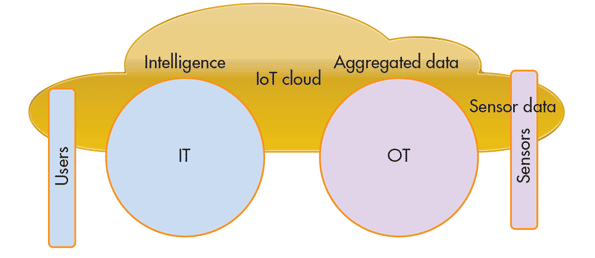 Intelligence
Aggregated data
IoT cloud
Sensor data
Users
IT
OT
Sensors